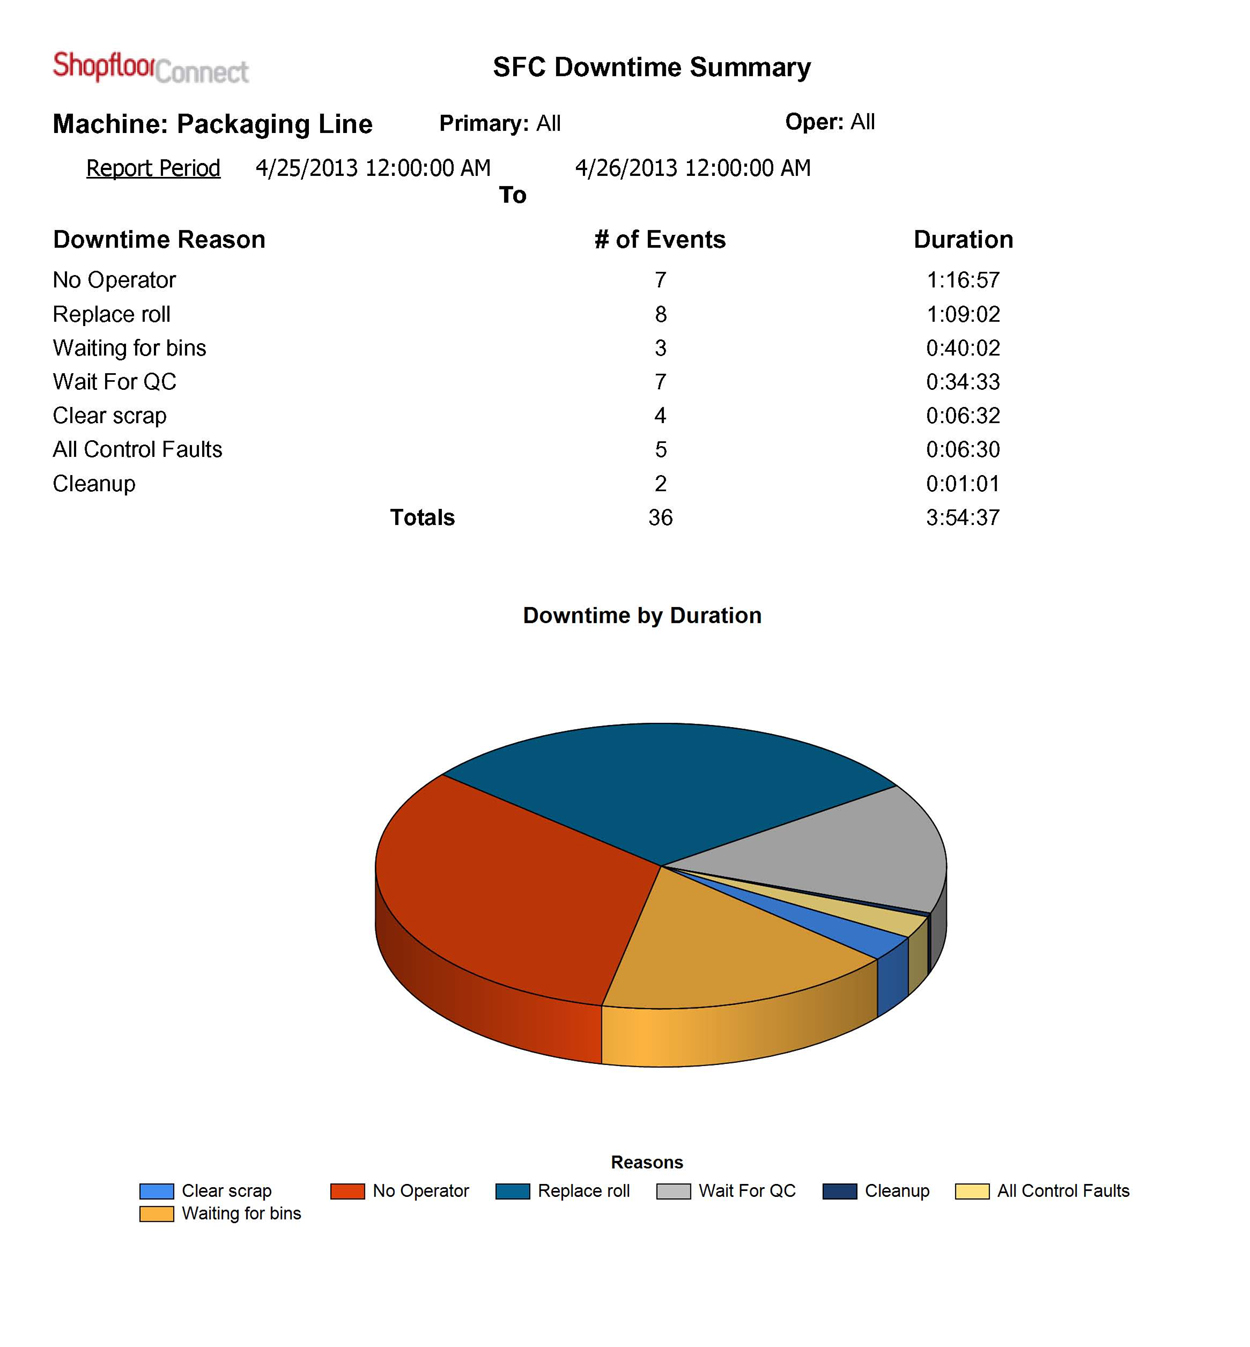 ShopfloorConnect
SFC Downtime Summary
Machine: Packaging Line Primary: All Oper: All
Report Period 4/25/2013 12:00:00 AM To 4/26/2013 12:00:00 AM
Downtime Reason # of Events Duration
No Operator 7 1:16:57
Replace roll 8 1:09:02
Waiting for bins 3 0:40:02
Wait For QC 7 0:34:33
Clear scrap 4 0:06:32
All Control Faults 5 0:06:30
Cleanup 2 0:01:01
Totals 36 3:54:37
Downtime by Duration
Reasons
Clear scrap No Operator Replace roll Wait For QC Cleanup All Control Faults
Waiting for bins